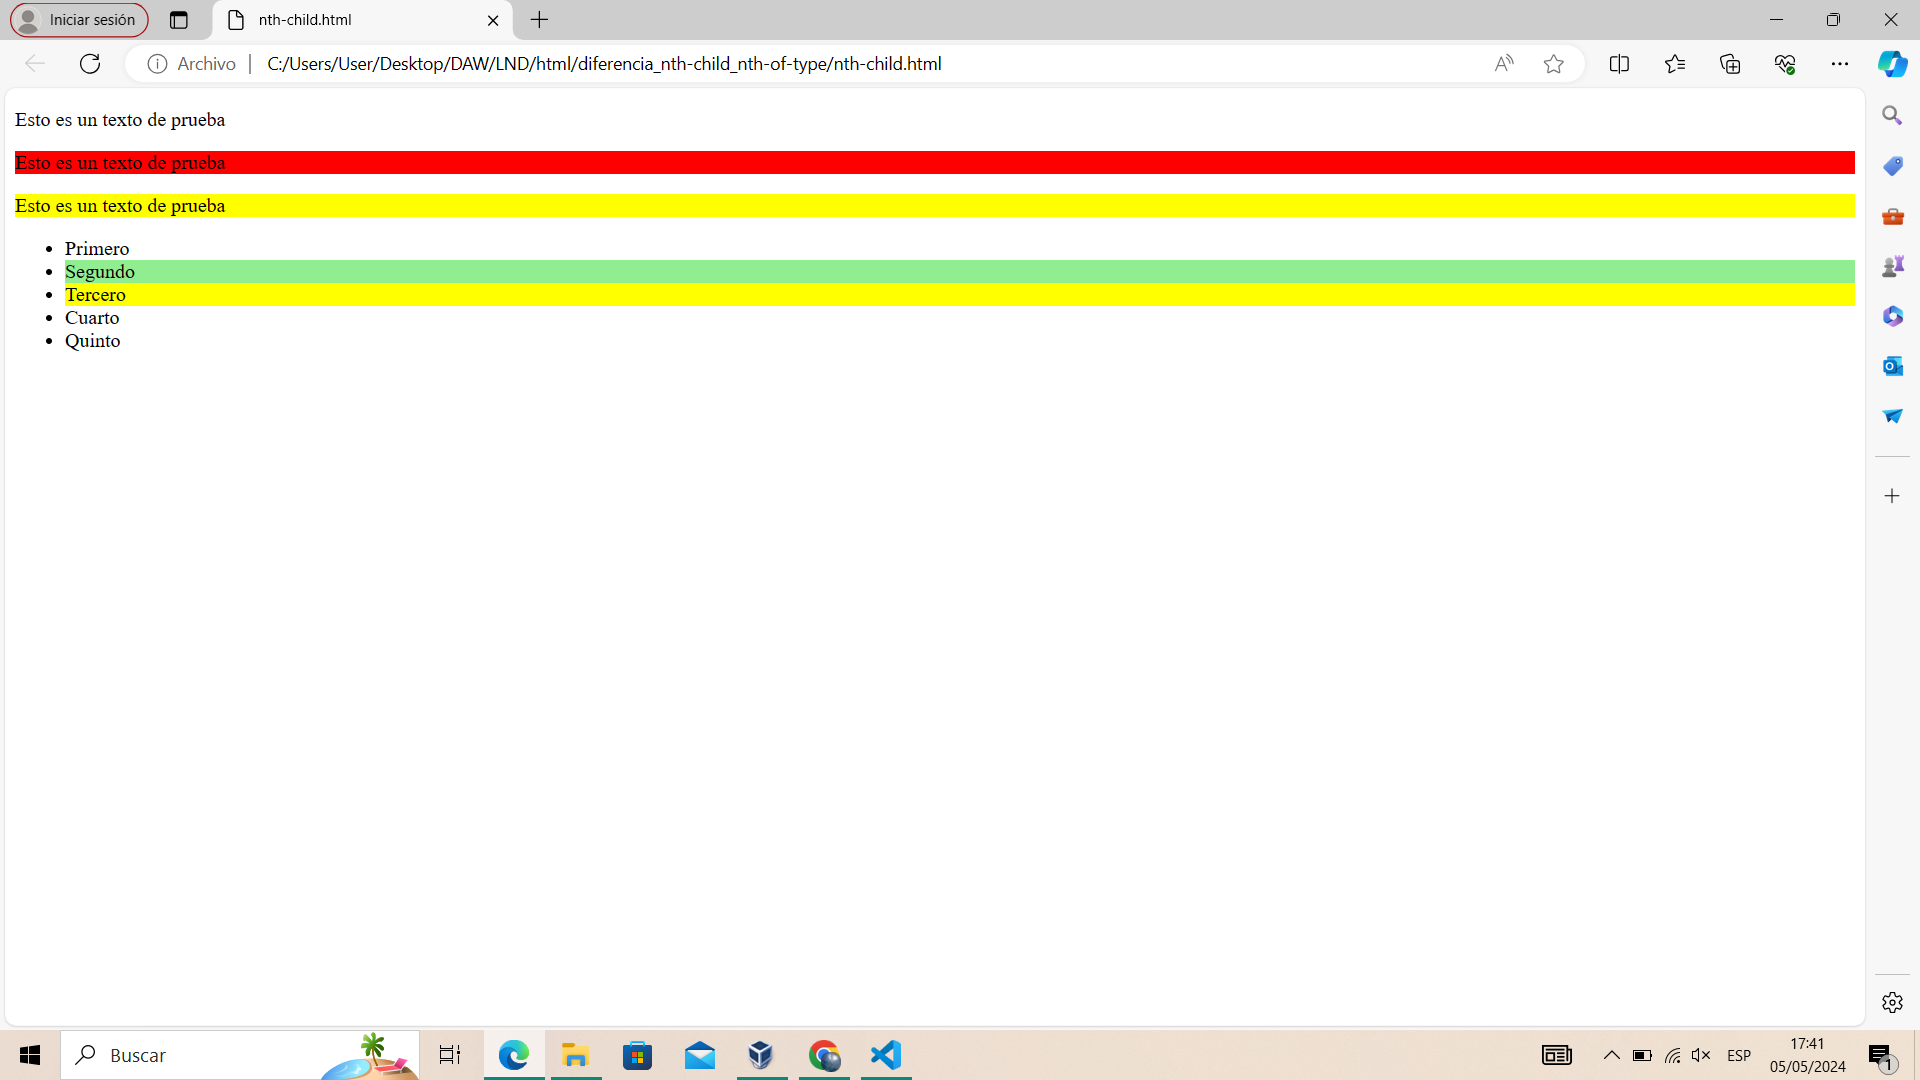 Iniciar sesión
nth-child.html
Archivo
C:/Users/User/Desktop/DAW/LND/html/diferencia_nth-child_nth-of-type/nth-child.html
Esto es un texto de prueba
Esto es un texto de prueba
Esto es un texto de prueba
Primero
Segundo
Tercero
Cuarto
Quinto
Buscar
ESP
17:41
05/05/2024
1